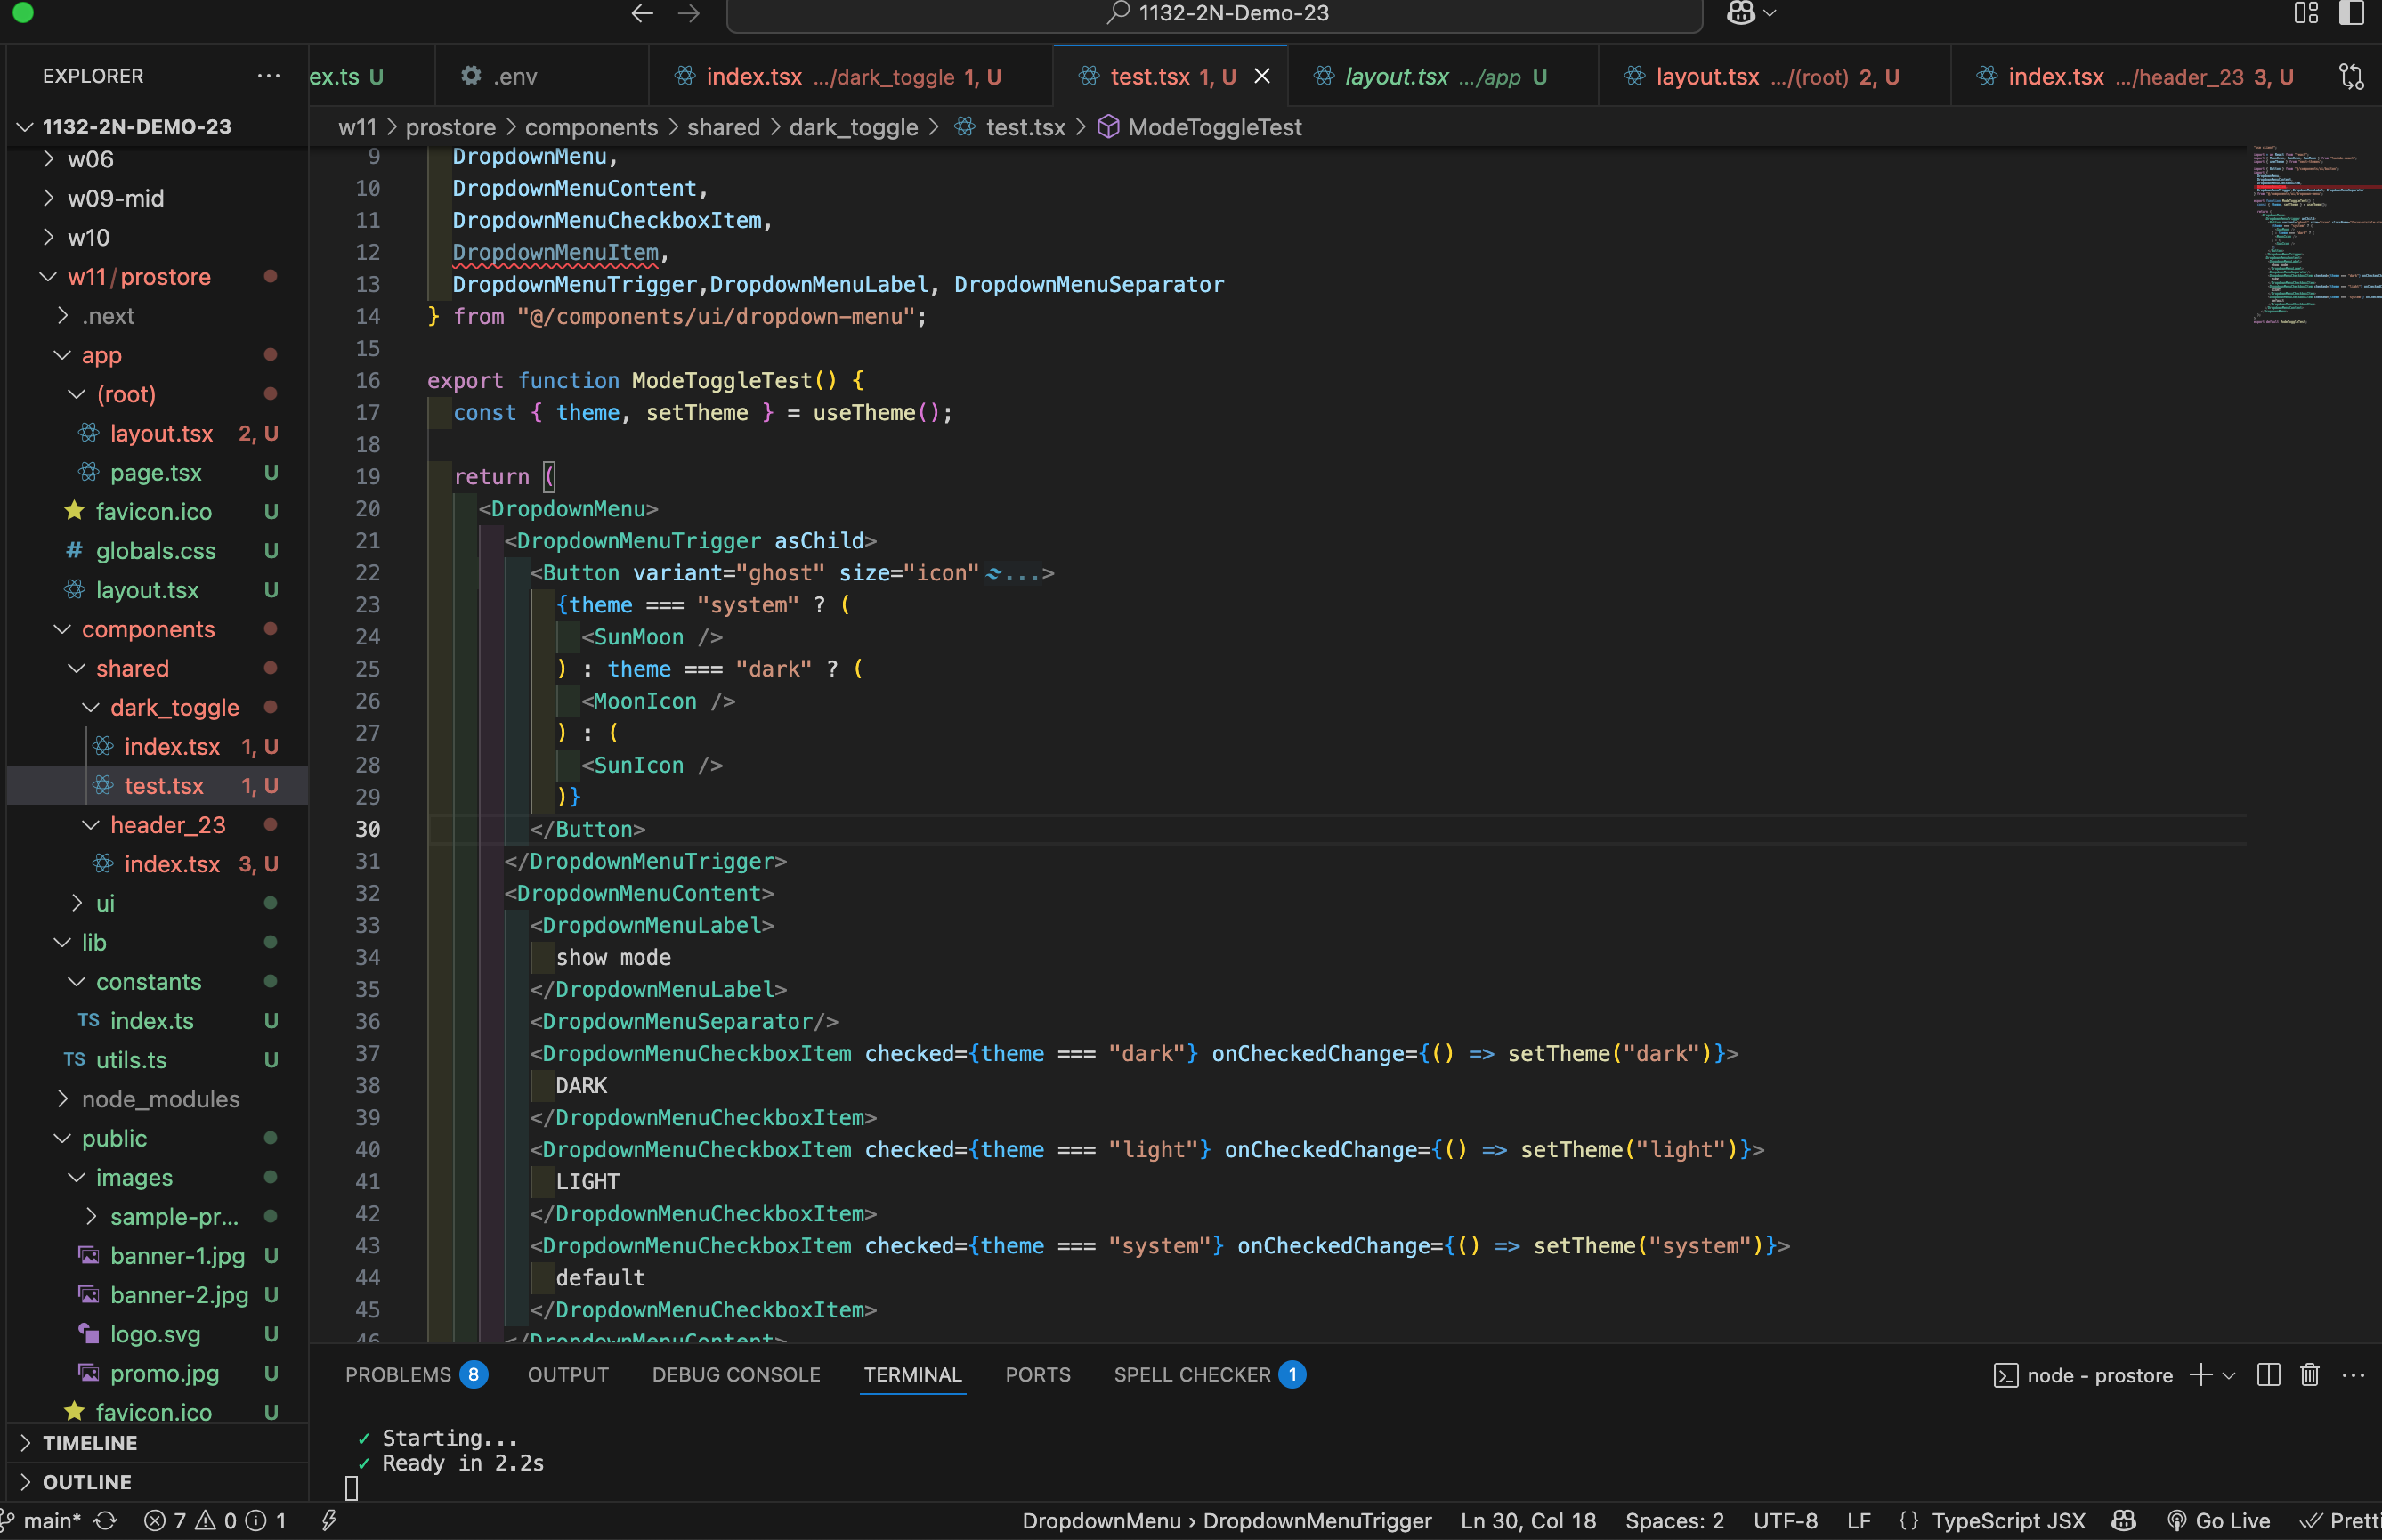 1132-2N-Demo-23
EXPLORER
ex.ts U
.env
index.tsx .../dark_toggle 1, U
test.tsx 1, U
layout.tsx .../app U
layout.tsx .../(root) 2, U
index.tsx .../header_23 3, U
1132-2N-DEMO-23
w06
w09-mid
w10
w11/prostore
.next
app
(root)
layout.tsx 2, U
page.tsx U
favicon.ico U
globals.css U
layout.tsx U
components
shared
dark_toggle
index.tsx 1, U
test.tsx 1, U
header_23
index.tsx 3, U
ui
lib
constants
TS index.ts U
TS utils.ts U
node_modules
public
images
sample-pr...
banner-1.jpg U
banner-2.jpg U
logo.svg U
promo.jpg U
favicon.ico U
TIMELINE
OUTLINE
w11 > prostore > components > shared > dark_toggle > test.tsx > ModeToggleTest
9 DropdownMenu,
10 DropdownMenuContent,
11 DropdownMenuCheckboxItem,
12 DropdownMenuItem,
13 DropdownMenuTrigger,DropdownMenuLabel, DropdownMenuSeparator
14 } from "@/components/ui/dropdown-menu";
15
16 export function ModeToggleTest() {
17 const { theme, setTheme } = useTheme();
18
19 return (
20 <DropdownMenu>
21 <DropdownMenuTrigger asChild>
22 <Button variant="ghost" size="icon"...>
23 {theme === "system" ? (
24 <SunMoon />
25 ) : theme === "dark" ? (
26 <MoonIcon />
27 ) : (
28 <SunIcon />
29 )}
30 </Button>
31 </DropdownMenuTrigger>
32 <DropdownMenuContent>
33 <DropdownMenuLabel>
34 show mode
35 </DropdownMenuLabel>
36 <DropdownMenuSeparator/>
37 <DropdownMenuCheckboxItem checked={theme === "dark"} onCheckedChange={() => setTheme("dark")}>
38 DARK
39 </DropdownMenuCheckboxItem>
40 <DropdownMenuCheckboxItem checked={theme === "light"} onCheckedChange={() => setTheme("light")}>
41 LIGHT
42 </DropdownMenuCheckboxItem>
43 <DropdownMenuCheckboxItem checked={theme === "system"} onCheckedChange={() => setTheme("system")}>
44 default
45 </DropdownMenuCheckboxItem>
46 </DropdownMenuContent>
PROBLEMS 8 OUTPUT DEBUG CONSOLE TERMINAL PORTS SPELL CHECKER 1
node - prostore
✓ Starting...
✓ Ready in 2.2s
main* 7 0 1
DropdownMenu › DropdownMenuTrigger Ln 30, Col 18 Spaces: 2 UTF-8 LF {} TypeScript JSX Go Live Pretti